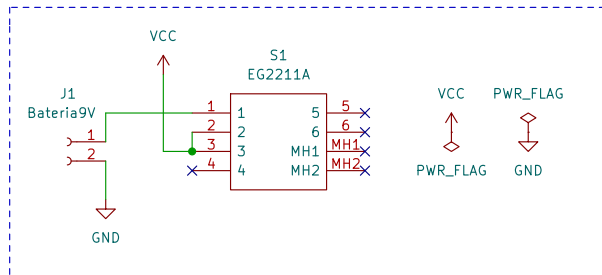 VCC
S1
EG2211A
J1
Bateria9V
1
2
GND
1 1
2 2
3 3
4 4
5 5
6 6
MH1 MH1
MH2 MH2
VCC
PWR_FLAG
PWR_FLAG
GND